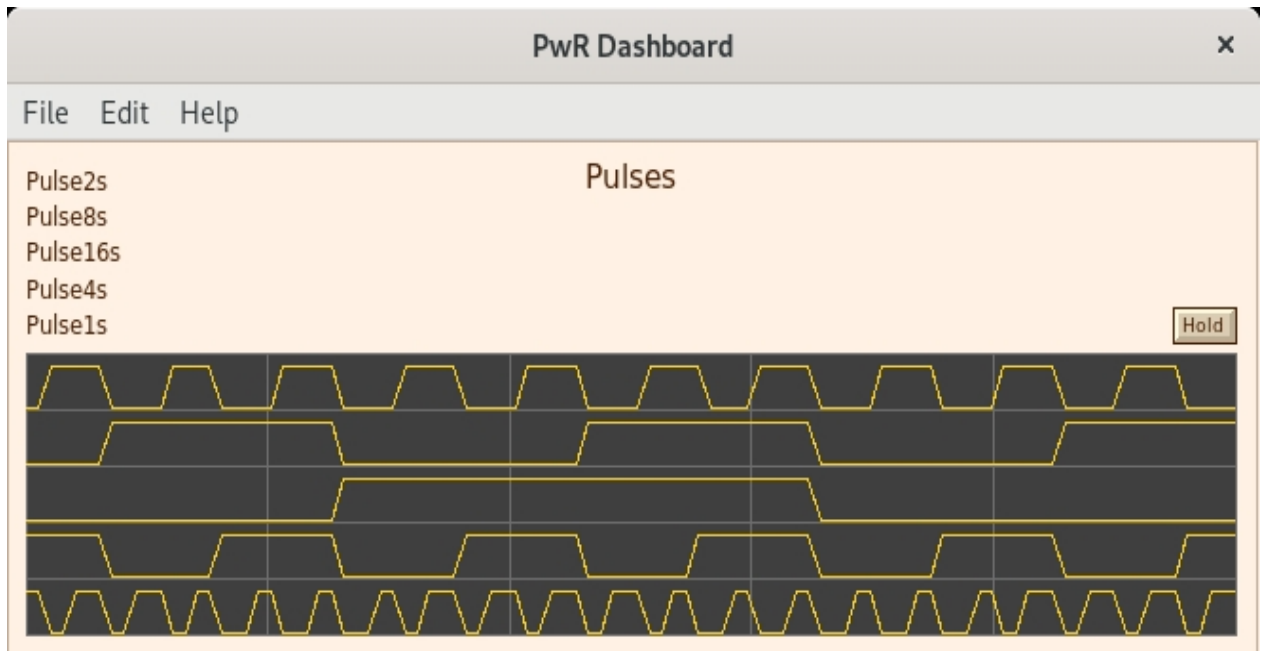 PwR Dashboard ×
File Edit Help
Pulses
Pulse2s
Pulse8s
Pulse16s
Pulse4s
Pulse1s
Hold